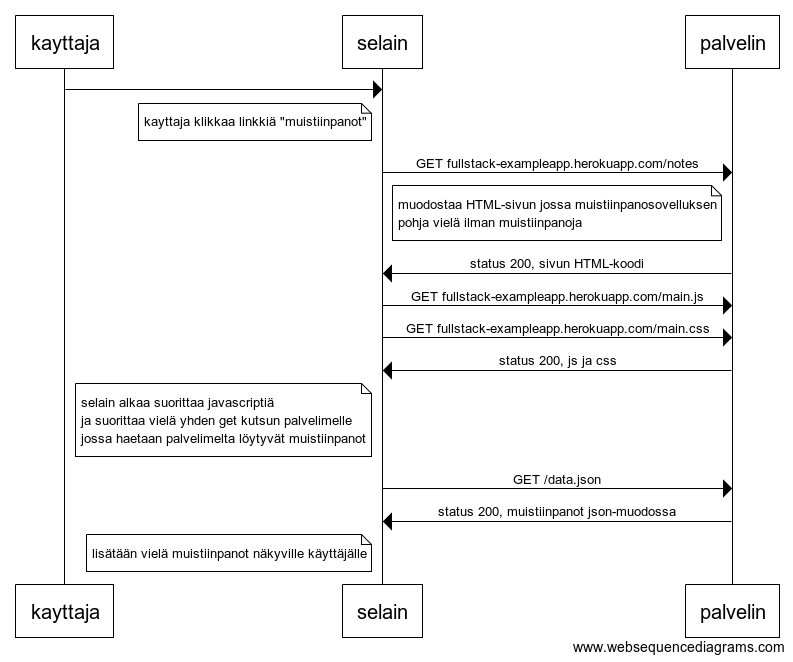 kayttaja
selain
palvelin
kayttaja klikkaa linkkiä "muistiinpanot"
GET fullstack-exampleapp.herokuapp.com/notes
muodostaa HTML-sivun jossa muistiinpanosovelluksen
pohja vielä ilman muistiinpanoja
status 200, sivun HTML-koodi
GET fullstack-exampleapp.herokuapp.com/main.js
GET fullstack-exampleapp.herokuapp.com/main.css
status 200, js ja css
selain alkaa suorittaa javascriptiä
ja suorittaa vielä yhden get kutsun palvelimelle
jossa haetaan palvelimelta löytyvät muistiinpanot
GET /data.json
status 200, muistiinpanot json-muodossa
lisätään vielä muistiinpanot näkyville käyttäjälle
kayttaja
selain
palvelin
www.websequencediagrams.com